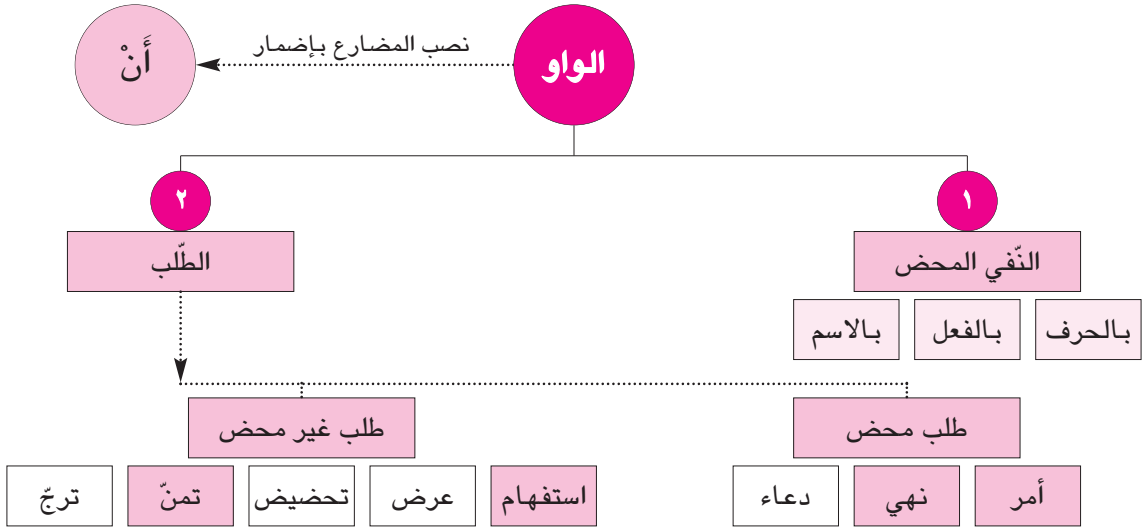 الواو
نصب المضارع بإضمار
أَنْ
١
٢
النّفي المحض
الطّلب
بالحرف
بالفعل
بالاسم
طلب محض
طلب غير محض
أمر
نهي
دعاء
استفهام
عرض
تحضيض
تمنّ
ترجّ